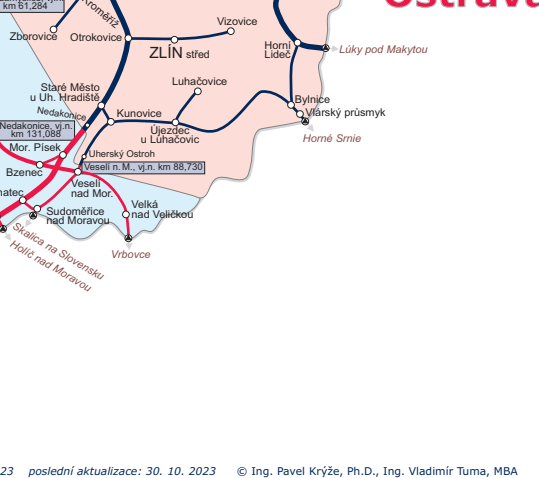 Ostrava
km 61,284
Kroměříž
Vizovice
Zborovice
Otrokovice
ZLÍN střed
Horní
Lideč
Lúky pod Makytou
Luhačovice
Staré Město
u Uh. Hradiště
Bylnice
Nedakonice
Kunovice
Vlárský průsmyk
Nedakonice, vj.n.
km 131,088
Újezdec
u Luhačovic
Horné Srnie
Mor. Písek
Uherský Ostroh
Bzenec
Veselí n. M., vj.n. km 88,730
Veselí
nad Mor.
Velká
nad Veličkou
Sudoměřice
nad Moravou
Skalica na Slovensku
Holíč nad Moravou
Vrbovce
23 poslední aktualizace: 30. 10. 2023 © Ing. Pavel Krýže, Ph.D., Ing. Vladimír Tuma, MBA